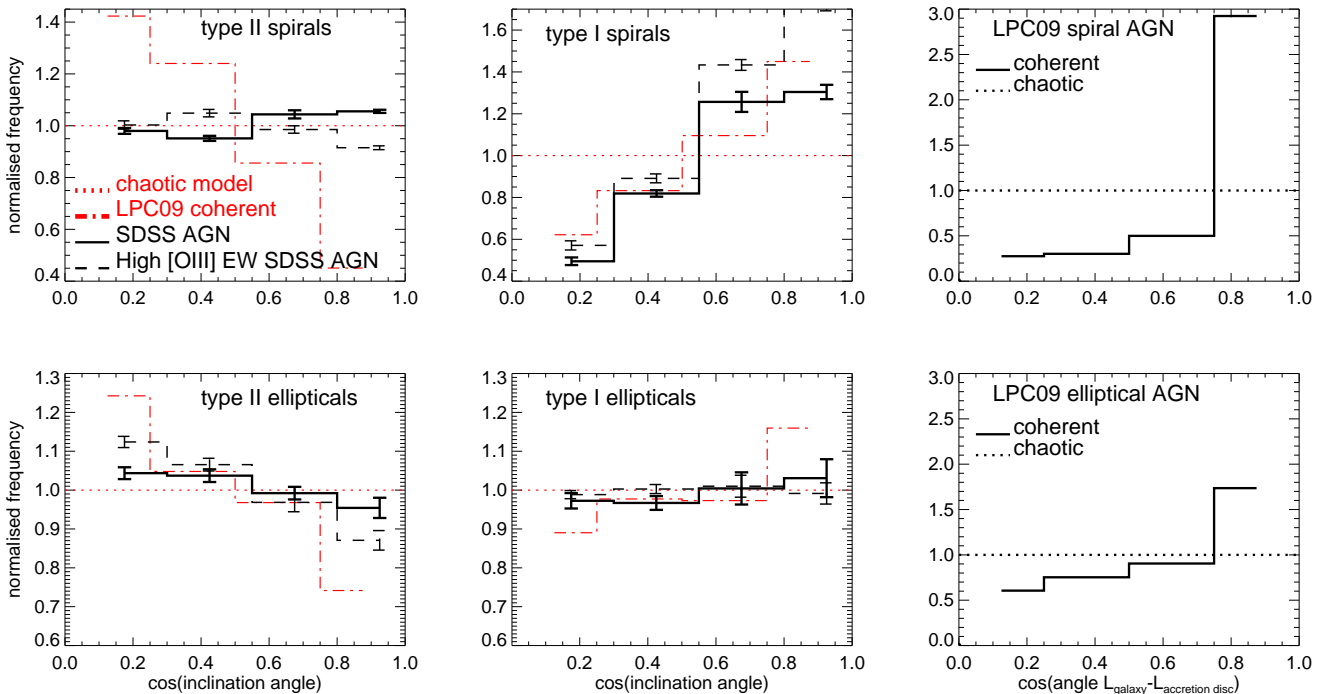 type II spirals
normalised frequency
1.4
1.2
1.0
0.8
0.6
0.4
chaotic model
LPC09 coherent
SDSS AGN
High [OIII] EW SDSS AGN
0.0 0.2 0.4 0.6 0.8 1.0
type I spirals
1.6
1.4
1.2
1.0
0.8
0.6
0.4
0.0 0.2 0.4 0.6 0.8 1.0
LPC09 spiral AGN
coherent
chaotic
3.0
2.5
2.0
1.5
1.0
0.5
0.0
0.0 0.2 0.4 0.6 0.8 1.0
type II ellipticals
normalised frequency
1.3
1.2
1.1
1.0
0.9
0.8
0.7
0.6
0.0 0.2 0.4 0.6 0.8 1.0
cos(inclination angle)
type I ellipticals
1.3
1.2
1.1
1.0
0.9
0.8
0.7
0.6
0.0 0.2 0.4 0.6 0.8 1.0
cos(inclination angle)
LPC09 elliptical AGN
coherent
chaotic
3.0
2.5
2.0
1.5
1.0
0.5
0.0
0.0 0.2 0.4 0.6 0.8 1.0
cos(angle Lgalaxy-Laccretion disc)